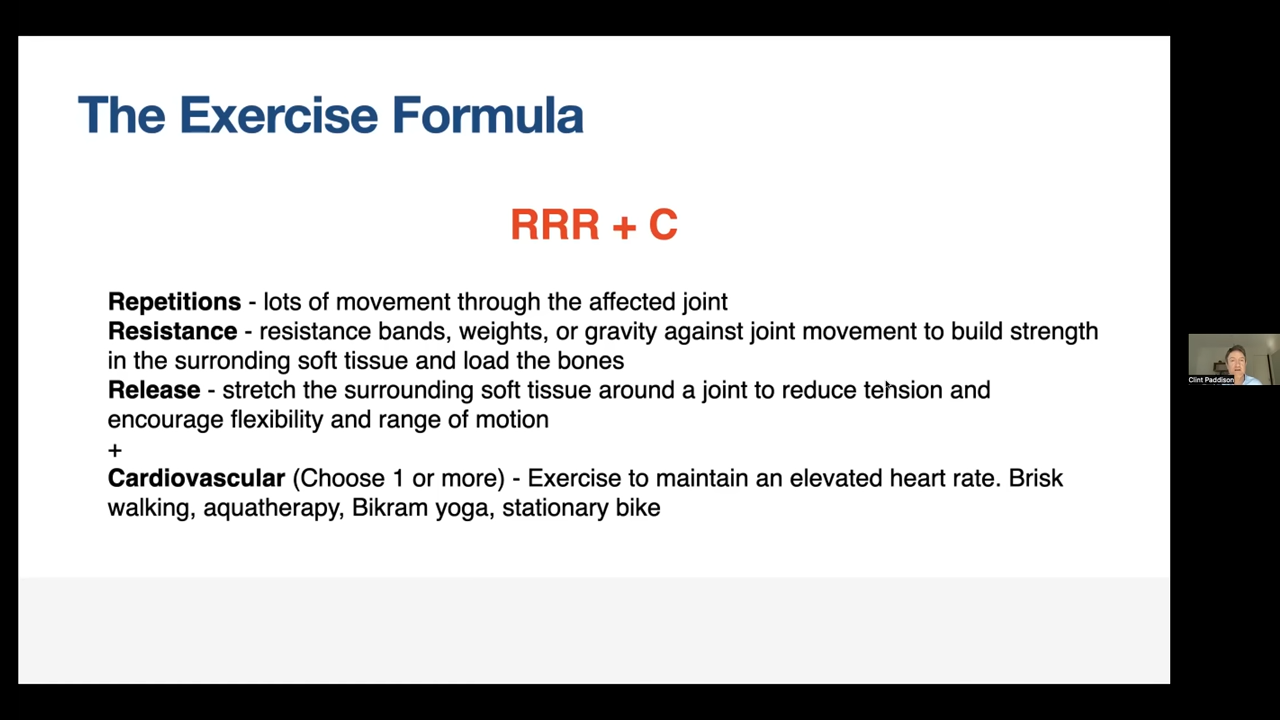 The Exercise Formula
RRR + C
Repetitions - lots of movement through the affected joint
Resistance - resistance bands, weights, or gravity against joint movement to build strength
in the surronding soft tissue and load the bones
Release - stretch the surrounding soft tissue around a joint to reduce tension and
encourage flexibility and range of motion
+
Cardiovascular (Choose 1 or more) - Exercise to maintain an elevated heart rate. Brisk
walking, aquatherapy, Bikram yoga, stationary bike
Clint Paddison